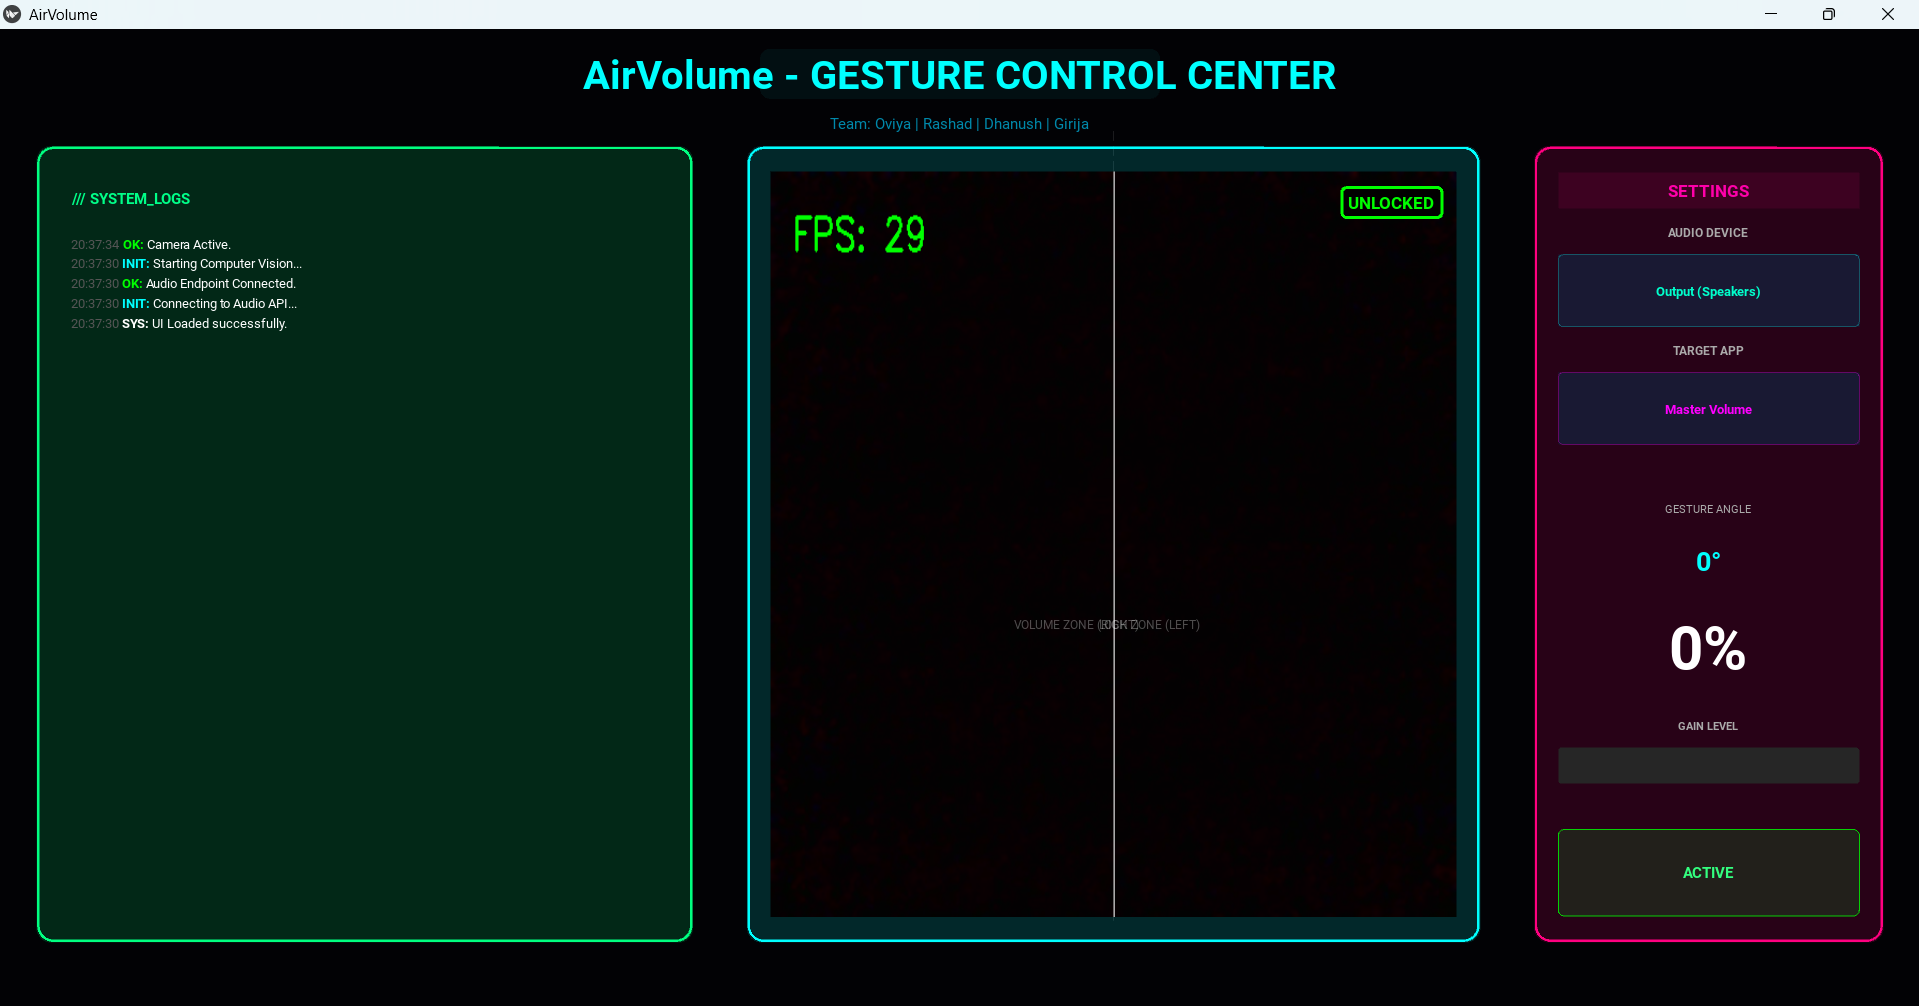 AirVolume
AirVolume - GESTURE CONTROL CENTER
Team: Oviya | Rashad | Dhanush | Girija
/// SYSTEM_LOGS
20:37:34 OK: Camera Active.
20:37:30 INIT: Starting Computer Vision...
20:37:30 OK: Audio Endpoint Connected.
20:37:30 INIT: Connecting to Audio API...
20:37:30 SYS: UI Loaded successfully.
FPS: 29
UNLOCKED
VOLUME ZONE (RIGHT)
LOCK ZONE (LEFT)
SETTINGS
AUDIO DEVICE
Output (Speakers)
TARGET APP
Master Volume
GESTURE ANGLE
0°
0%
GAIN LEVEL
ACTIVE